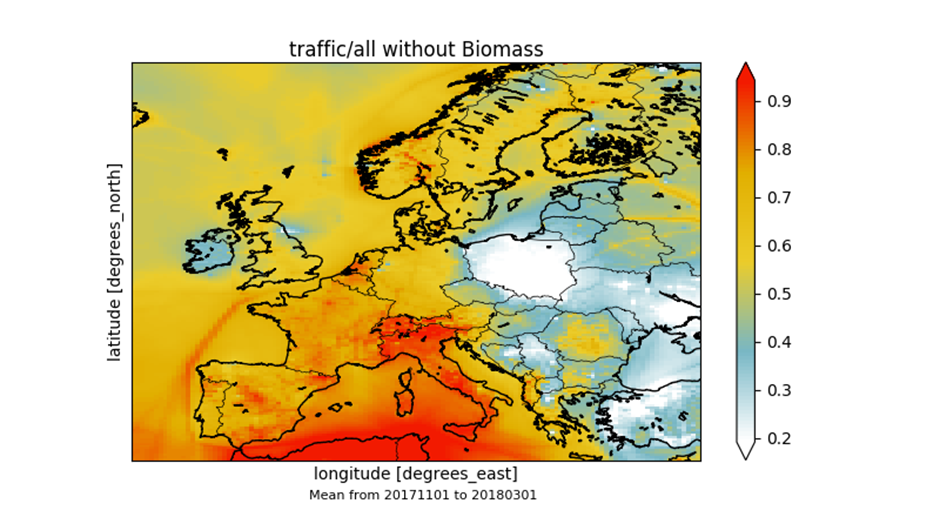 traffic/all without Biomass
latitude [degrees_north]
0.9
0.8
0.7
0.6
0.5
0.4
0.3
0.2
longitude [degrees_east]
Mean from 20171101 to 20180301